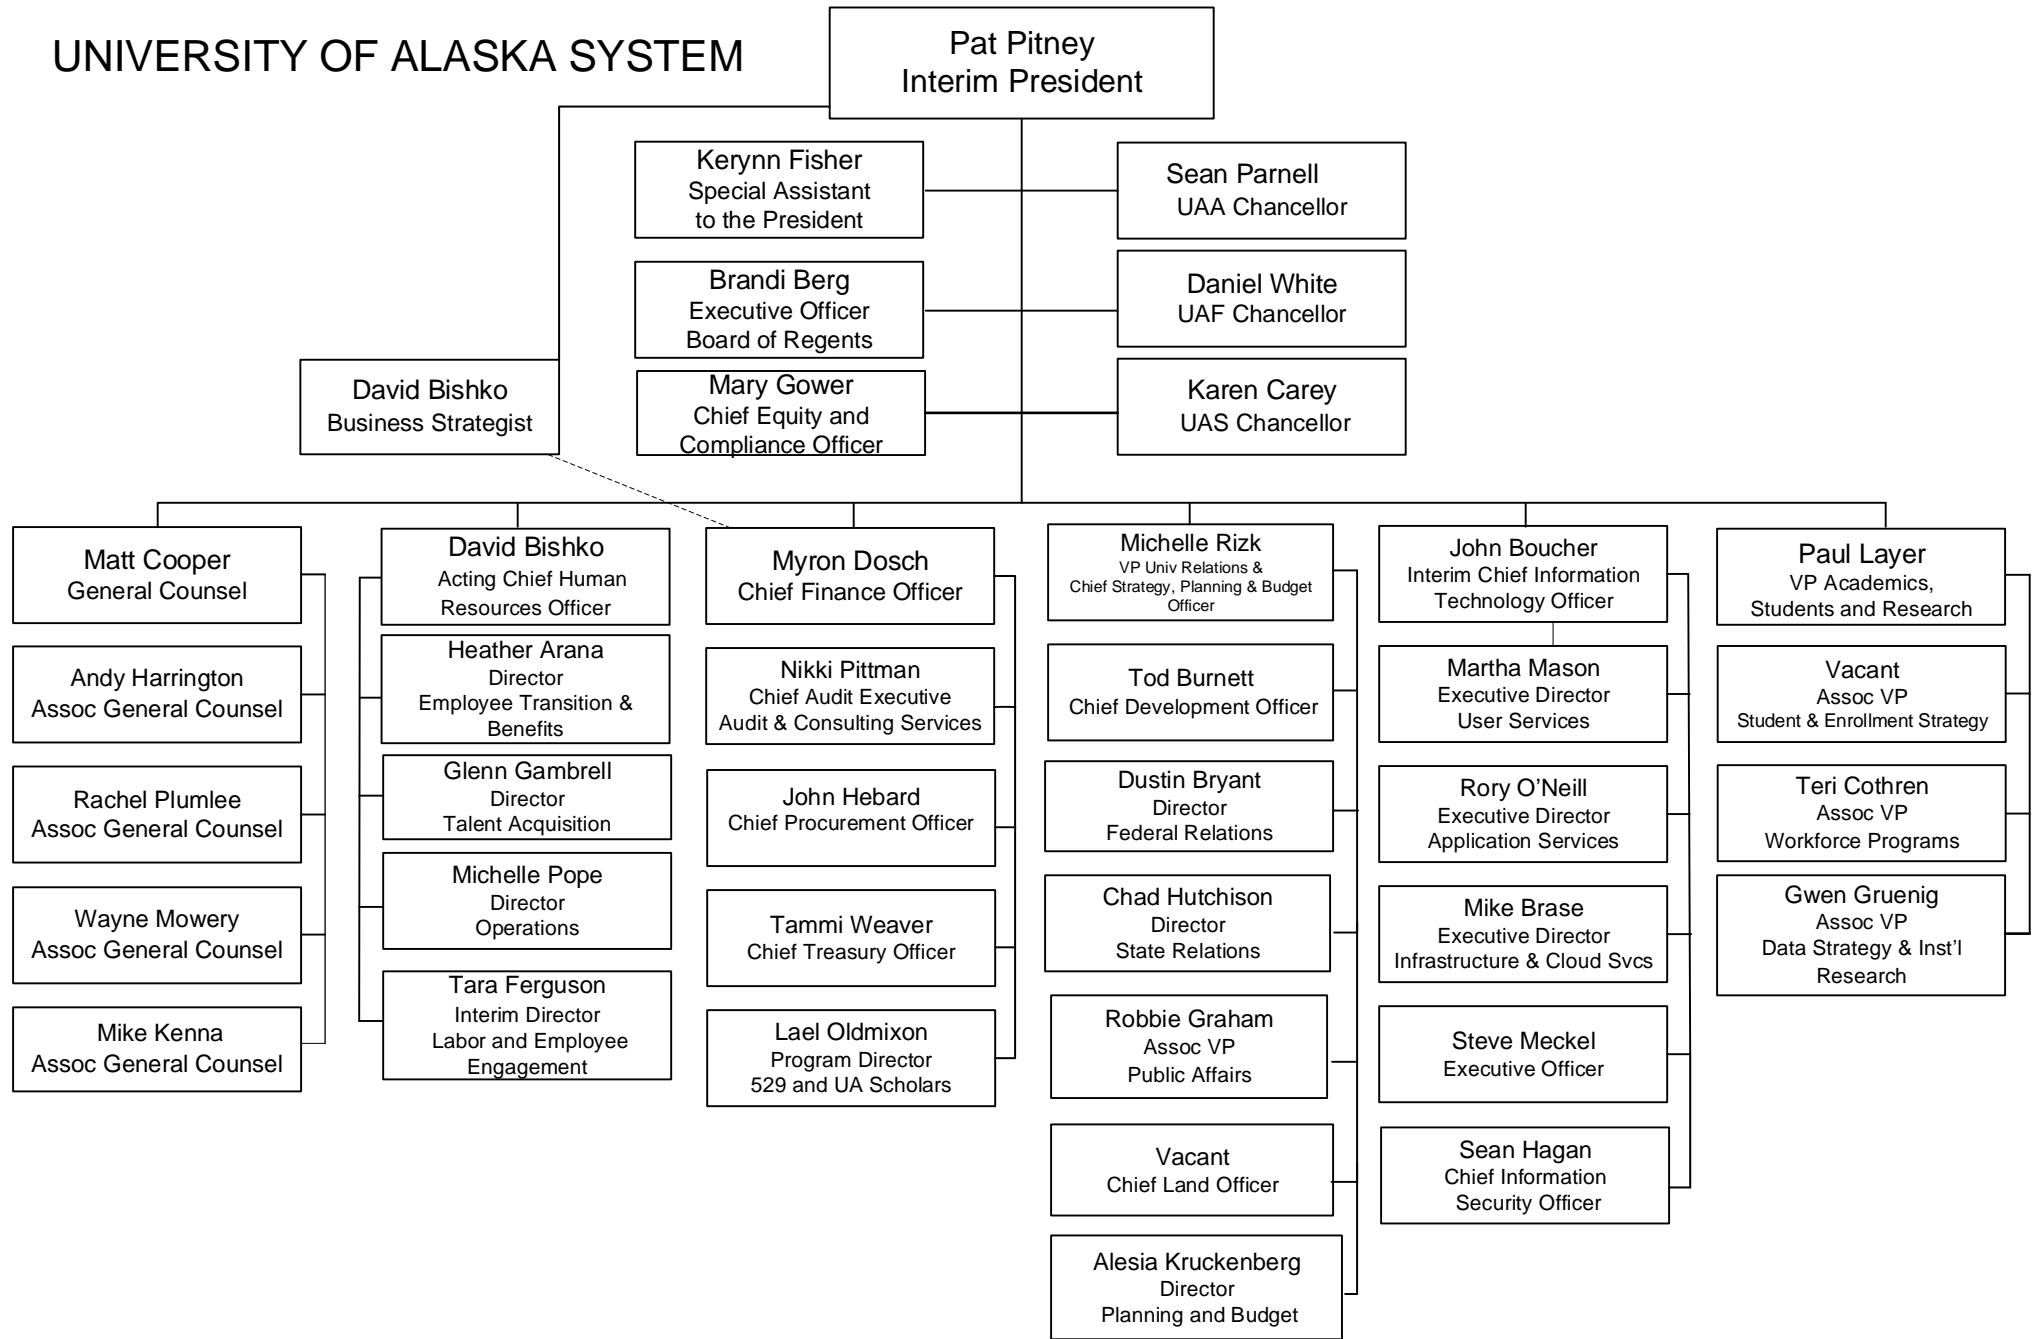 UNIVERSITY OF ALASKA SYSTEM
Pat Pitney
Interim President
Kerynn Fisher
Special Assistant
to the President
Sean Parnell
UAA Chancellor
Brandi Berg
Executive Officer
Board of Regents
Daniel White
UAF Chancellor
David Bishko
Business Strategist
Mary Gower
Chief Equity and
Compliance Officer
Karen Carey
UAS Chancellor
Matt Cooper
General Counsel
Andy Harrington
Assoc General Counsel
Rachel Plumlee
Assoc General Counsel
Wayne Mowery
Assoc General Counsel
Mike Kenna
Assoc General Counsel
David Bishko
Acting Chief Human
Resources Officer
Heather Arana
Director
Employee Transition &
Benefits
Glenn Gambrell
Director
Talent Acquisition
Michelle Pope
Director
Operations
Tara Ferguson
Interim Director
Labor and Employee
Engagement
Myron Dosch
Chief Finance Officer
Nikki Pittman
Chief Audit Executive
Audit & Consulting Services
John Hebard
Chief Procurement Officer
Tammi Weaver
Chief Treasury Officer
Lael Oldmixon
Program Director
529 and UA Scholars
Michelle Rizk
VP Univ Relations &
Chief Strategy, Planning & Budget
Officer
Tod Burnett
Chief Development Officer
Dustin Bryant
Director
Federal Relations
Chad Hutchison
Director
State Relations
Robbie Graham
Assoc VP
Public Affairs
Vacant
Chief Land Officer
Alesia Kruckenberg
Director
Planning and Budget
John Boucher
Interim Chief Information
Technology Officer
Martha Mason
Executive Director
User Services
Rory O’Neill
Executive Director
Application Services
Mike Brase
Executive Director
Infrastructure & Cloud Svcs
Steve Meckel
Executive Officer
Sean Hagan
Chief Information
Security Officer
Paul Layer
VP Academics,
Students and Research
Vacant
Assoc VP
Student & Enrollment Strategy
Teri Cothren
Assoc VP
Workforce Programs
Gwen Gruenig
Assoc VP
Data Strategy & Inst’l
Research